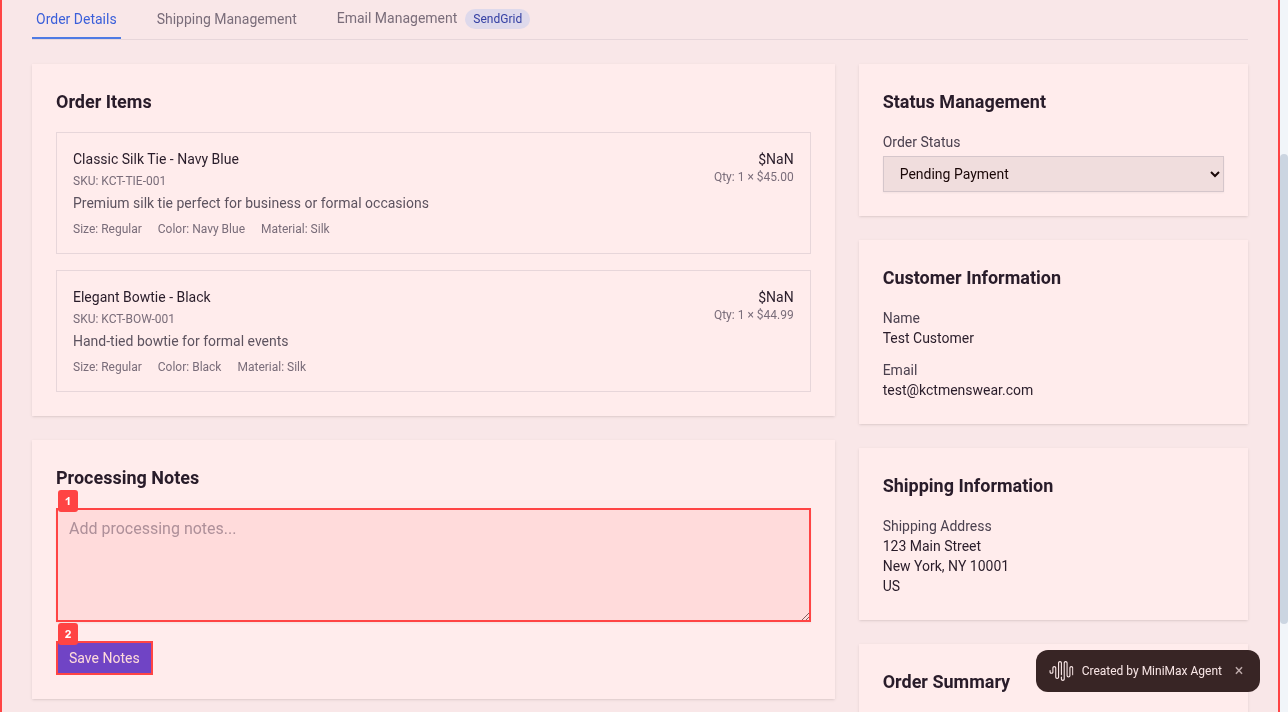 Order Details
Shipping Management
Email Management
SendGrid
Order Items
Classic Silk Tie - Navy Blue
$NaN
SKU: KCT-TIE-001
Qty: 1 × $45.00
Premium silk tie perfect for business or formal occasions
Size: Regular
Color: Navy Blue
Material: Silk
Elegant Bowtie - Black
$NaN
SKU: KCT-BOW-001
Qty: 1 × $44.99
Hand-tied bowtie for formal events
Size: Regular
Color: Black
Material: Silk
Processing Notes
1
Add processing notes...
2
Save Notes
Status Management
Order Status
Pending Payment
Customer Information
Name
Test Customer
Email
test@kctmenswear.com
Shipping Information
Shipping Address
123 Main Street
New York, NY 10001
US
Order Summary
Created by MiniMax Agent ×